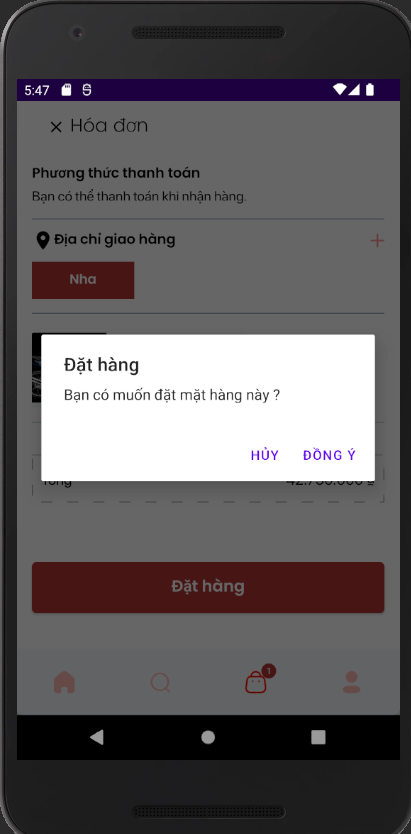 5:47
Hóa đơn
Phương thức thanh toán
Bạn có thể thanh toán khi nhận hàng.
Địa chỉ giao hàng
Nha
Đặt hàng
Bạn có muốn đặt mặt hàng này ?
HỦY ĐỒNG Ý
Tổng
Đặt hàng
1